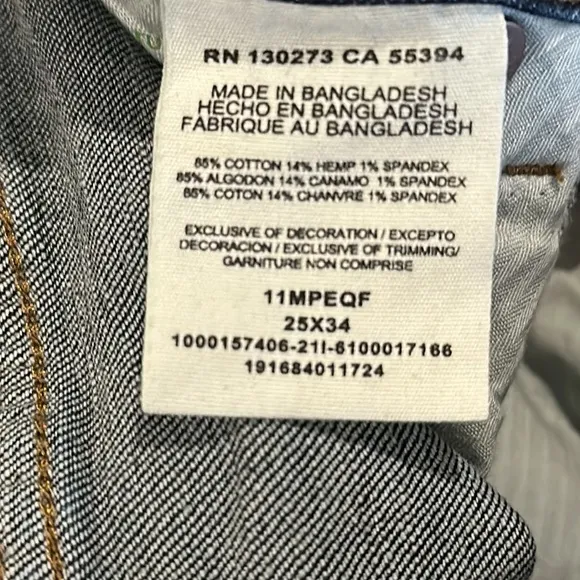 RN 130273 CA 55394
MADE IN BANGLADESH
HECHO EN BANGLADESH
FABRIQUE AU BANGLADESH
85% COTTON 14% HEMP 1% SPANDEX
85% ALGODON 14% CANAMO 1% SPANDEX
85% COTON 14% CHANVRE 1% SPANDEX
EXCLUSIVE OF DECORATION / EXCEPTO
DECORACION / EXCLUSIVE OF TRIMMING/
GARNITURE NON COMPRISE
11MPEQF
25X34
1000157406-21I-6100017166
191684011724